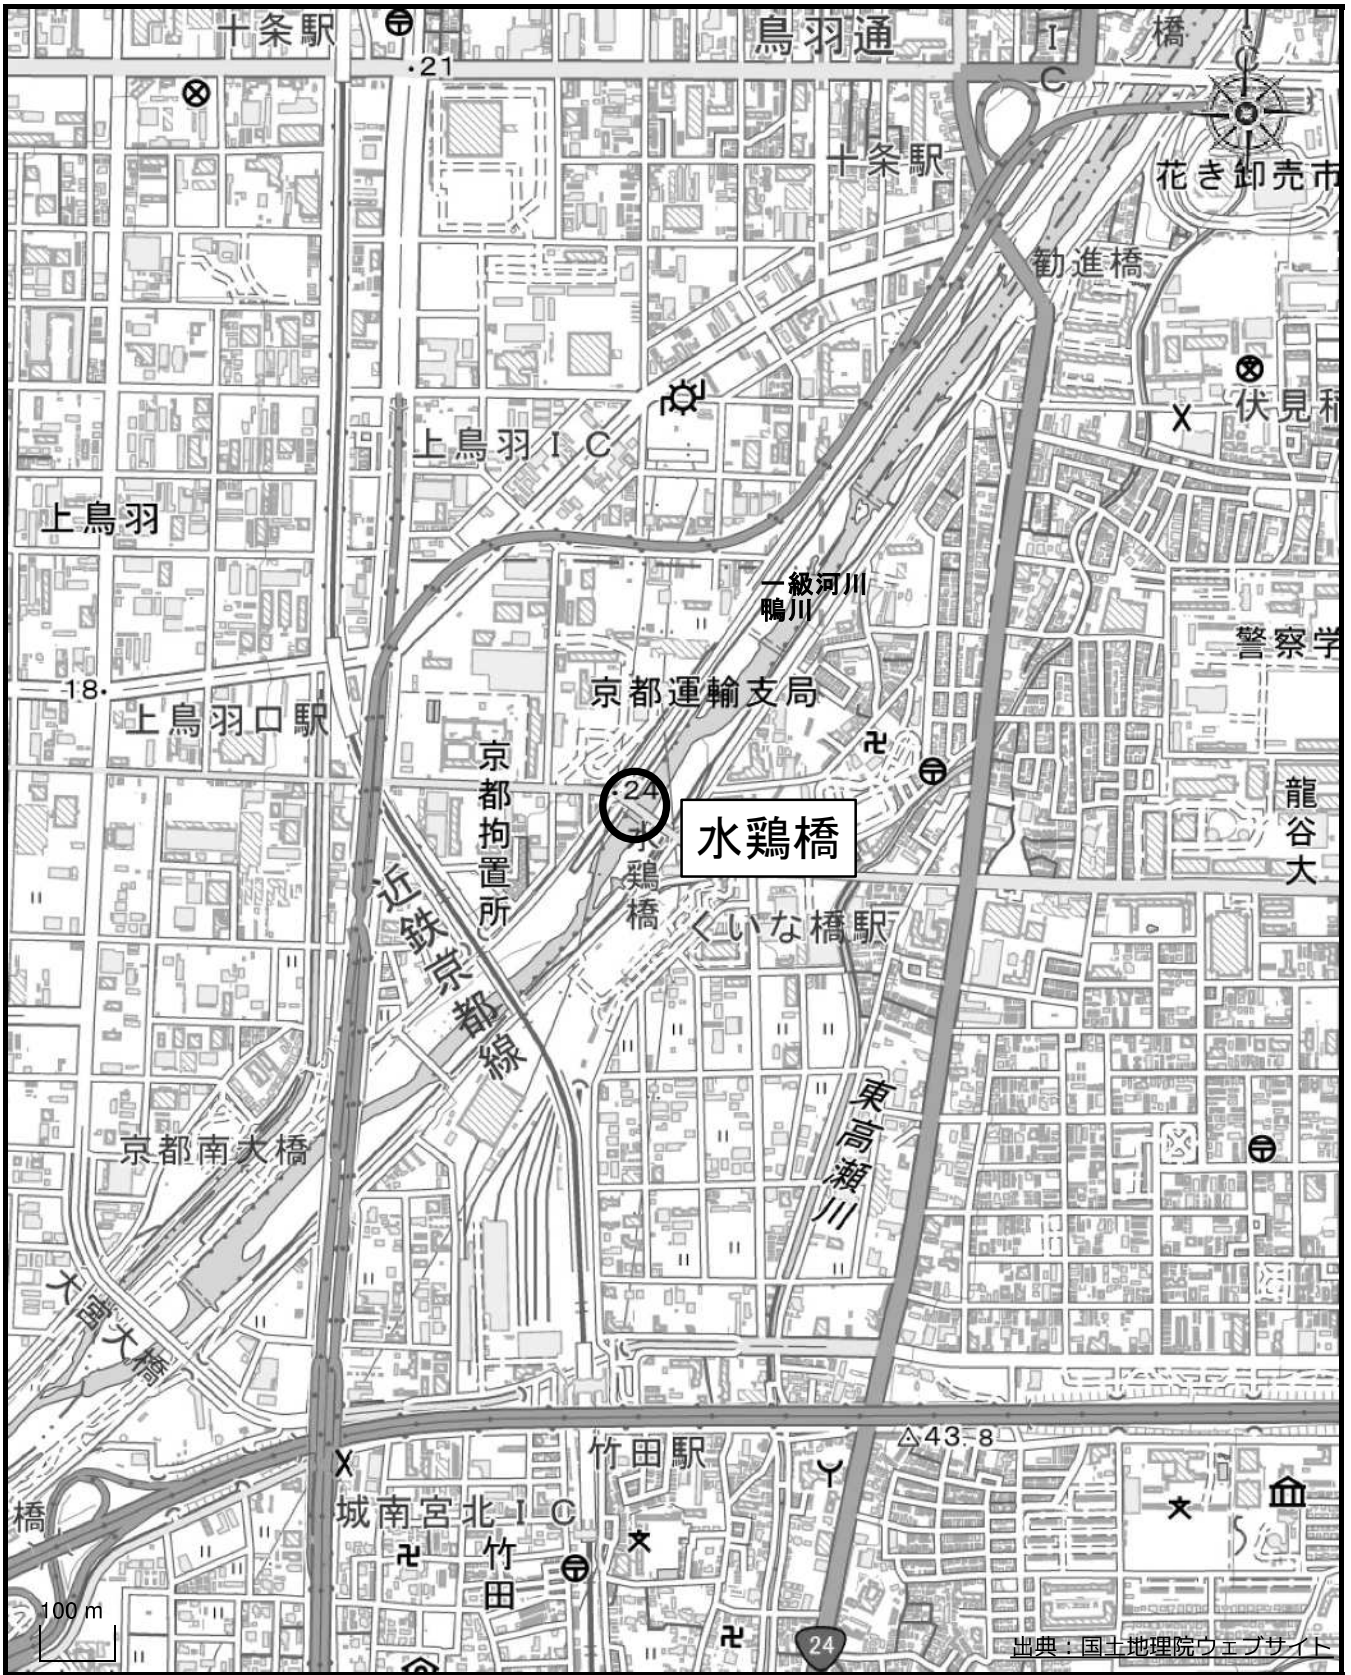 十条駅
鳥羽通
I
C
橋
N
・21
十条駅
花き卸売市
勧進橋
伏見稲
上鳥羽IC
上鳥羽
一級河川
鴨川
警察学
京都運輸支局
18・
上鳥羽口駅
京都拘置所
・24
龍谷大
水鶏橋
水鶏橋
くいな橋駅
近鉄京都線
東高瀬川
京都南大橋
大宮大橋
43.8
竹田駅
橋
城南宮北IC
竹田
100 m
24
出典：国土地理院ウェブサイト